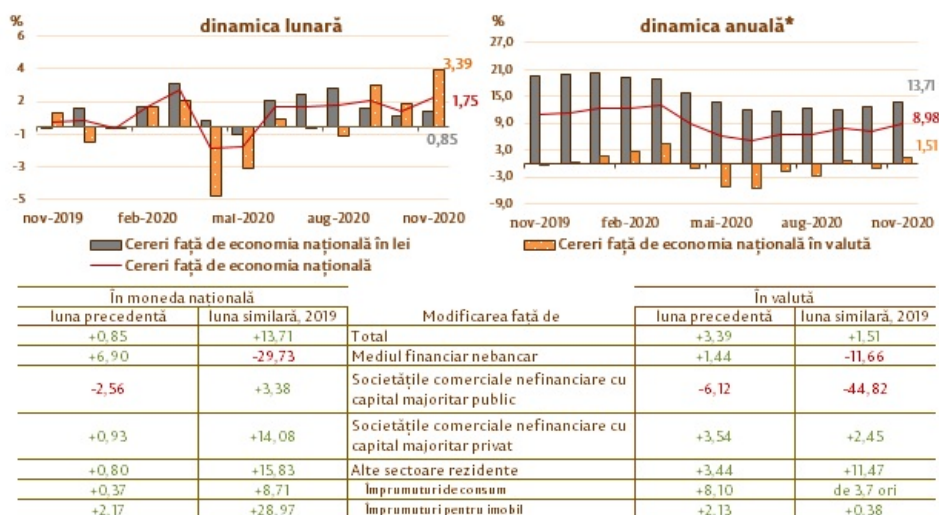 dinamica lunară
%
6
4
2
-1
-3
-5
3,39
1,75
0,85
nov-2019 feb-2020 mai-2020 aug-2020 nov-2020
dinamica anuală*
%
27,0
21,0
15,0
9,0
3,0
-3,0
-9,0
13,71
8,98
1,51
nov-2019 feb-2020 mai-2020 aug-2020 nov-2020
Cereri față de economia națională în lei
Cereri față de economia națională în valută
Cereri față de economia națională
În moneda națională În valută
luna precedentă luna similară, 2019 Modificarea față de luna precedentă luna similară, 2019
+0,85 +13,71 Total +3,39 +1,51
+6,90 -29,73 Mediul financiar nebancar +1,44 -11,66
-2,56 +3,38 Societățile comerciale nefinanciare cu capital majoritar public -6,12 -44,82
+0,93 +14,08 Societățile comerciale nefinanciare cu capital majoritar privat +3,54 +2,45
+0,80 +15,83 Alte sectoare rezidente +3,44 +11,47
+0,37 +8,71 Împrumuturi de consum +8,10 de 3,7 ori
+2,17 +28,97 Împrumuturi pentru imobil +2,13 +0,38